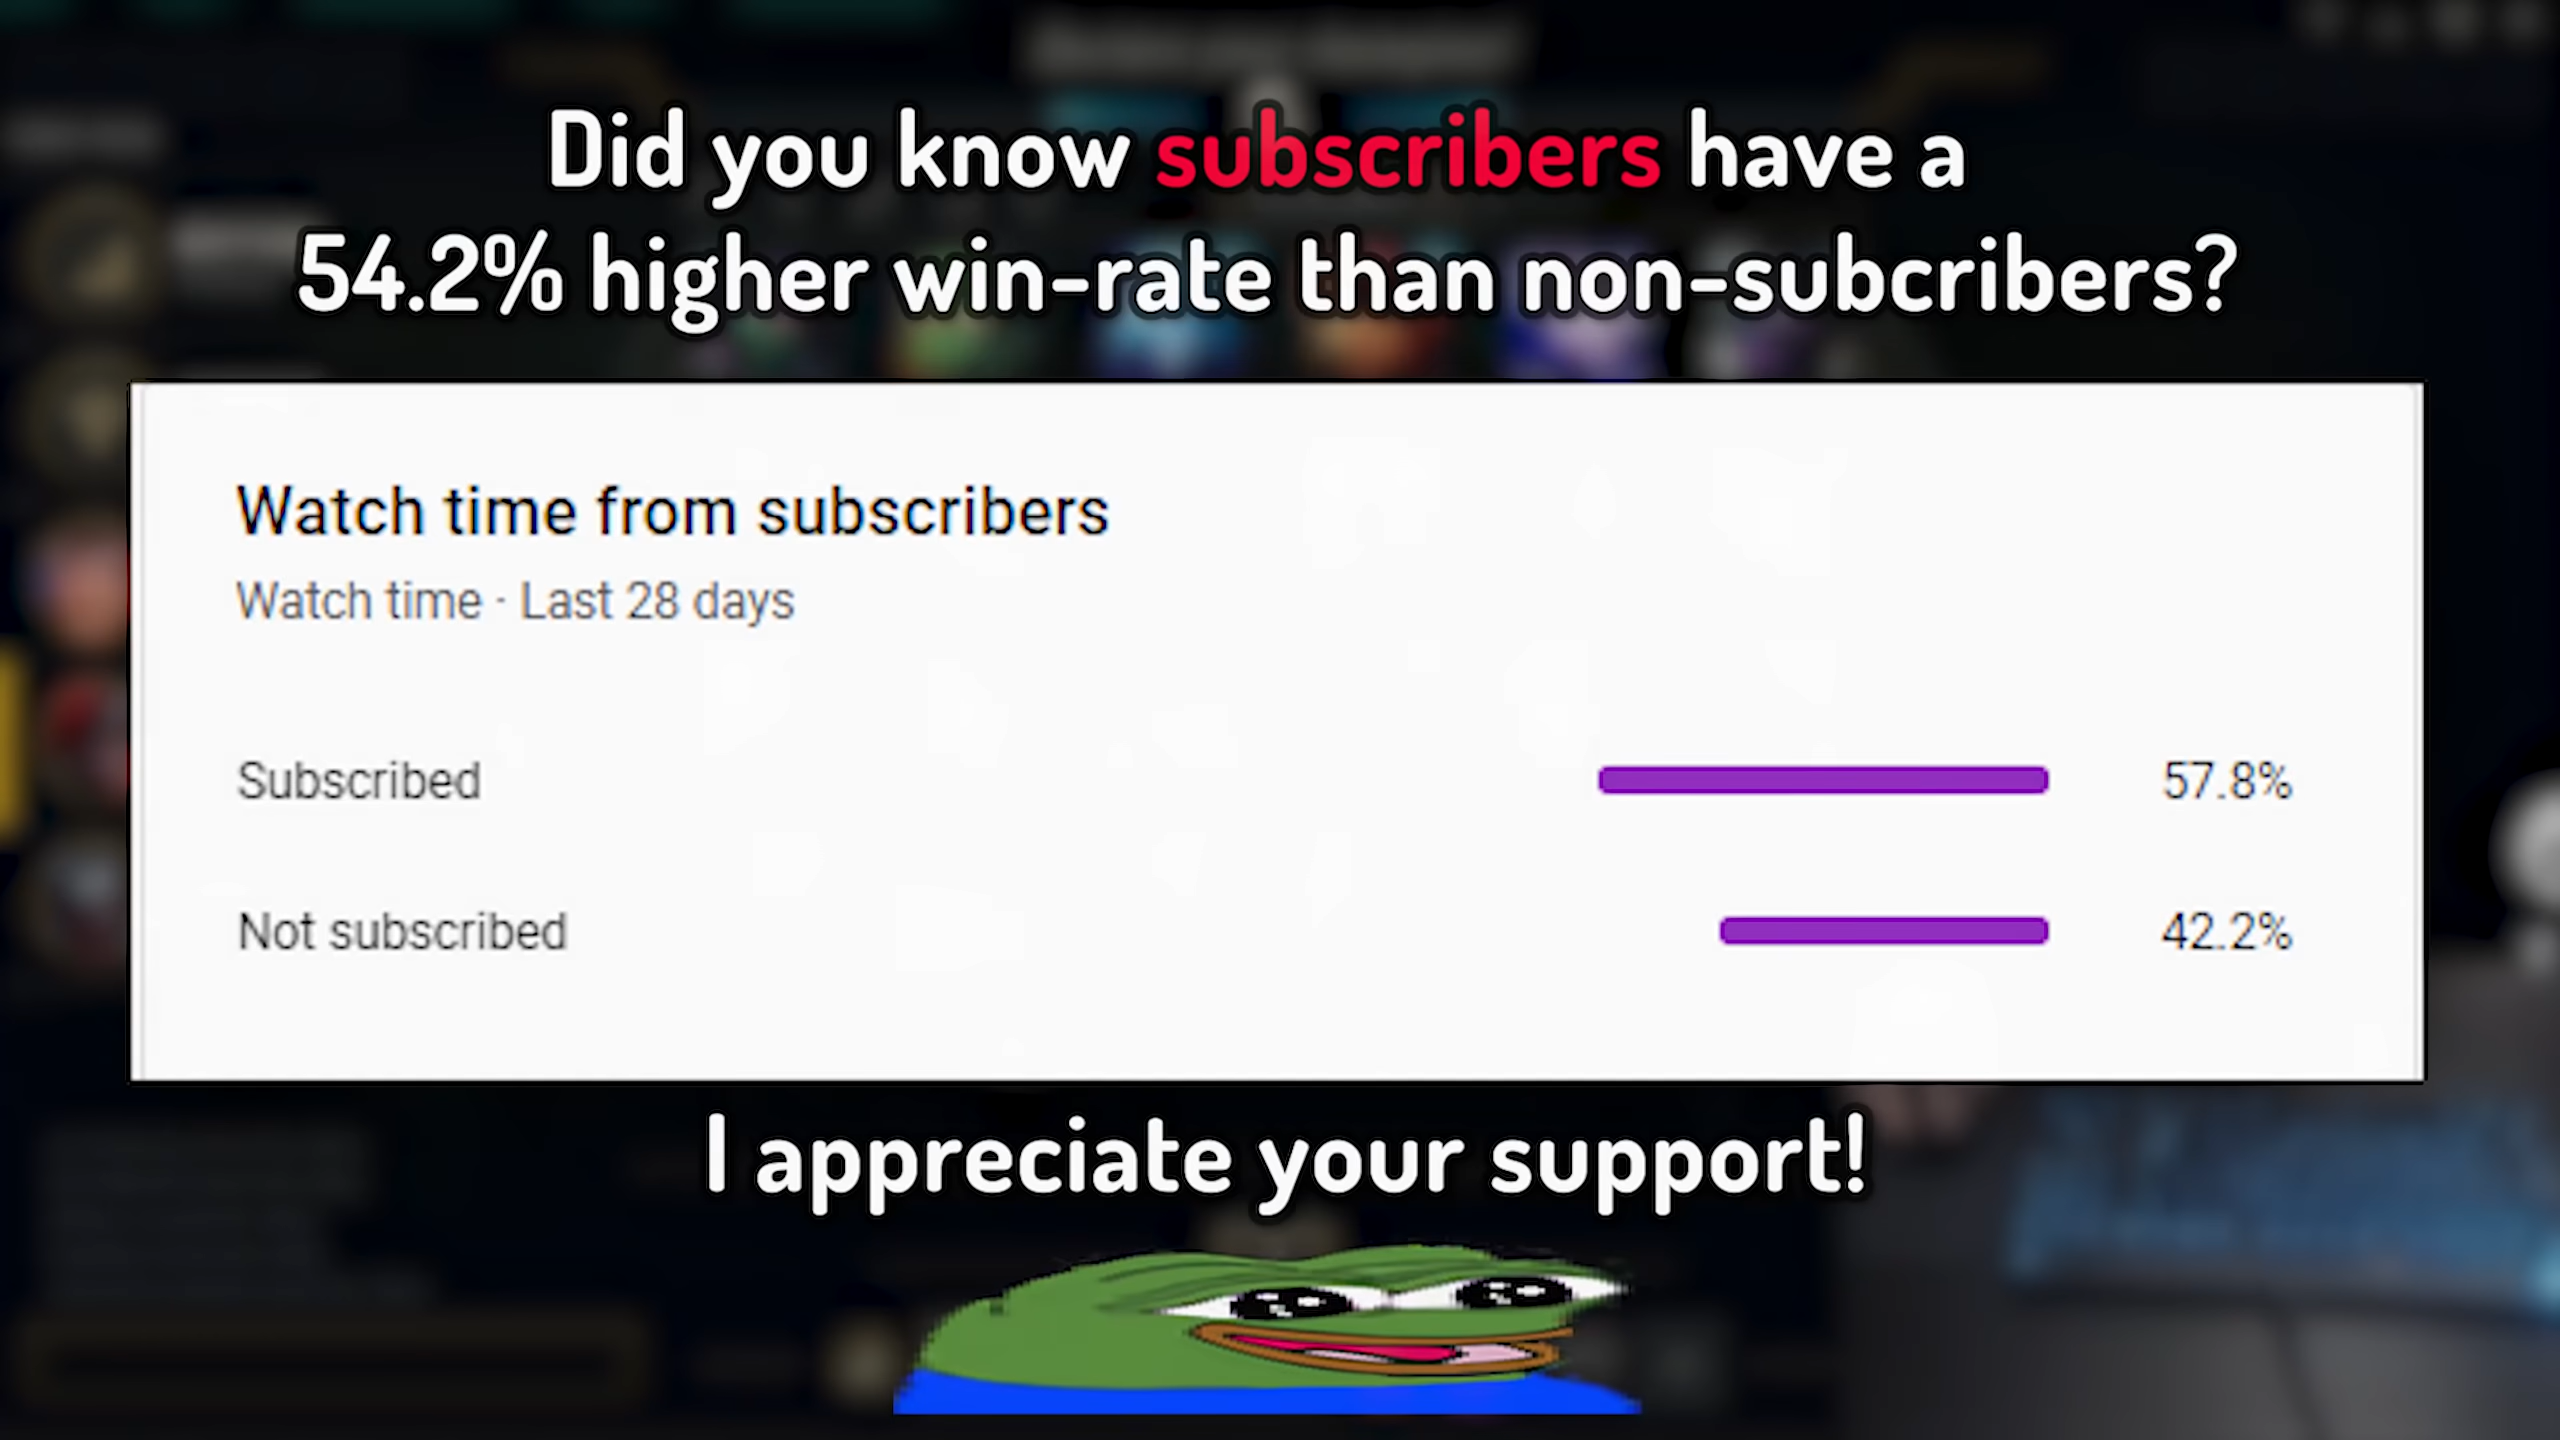 Did you know subscribers have a
54.2% higher win-rate than non-subcribers?
Watch time from subscribers
Watch time · Last 28 days
Subscribed 57.8%
Not subscribed 42.2%
I appreciate your support!